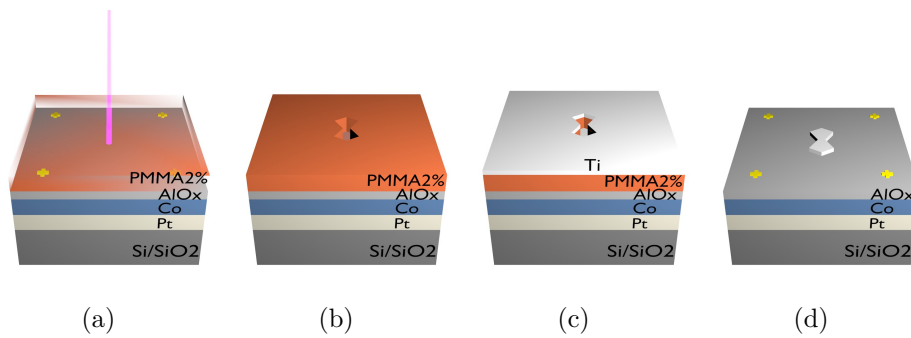 PMMA2%
AlOx
Co
Pt
Si/SiO2
PMMA2%
AlOx
Co
Pt
Si/SiO2
Ti
PMMA2%
AlOx
Co
Pt
Si/SiO2
AlOx
Co
Pt
Si/SiO2
(a)
(b)
(c)
(d)